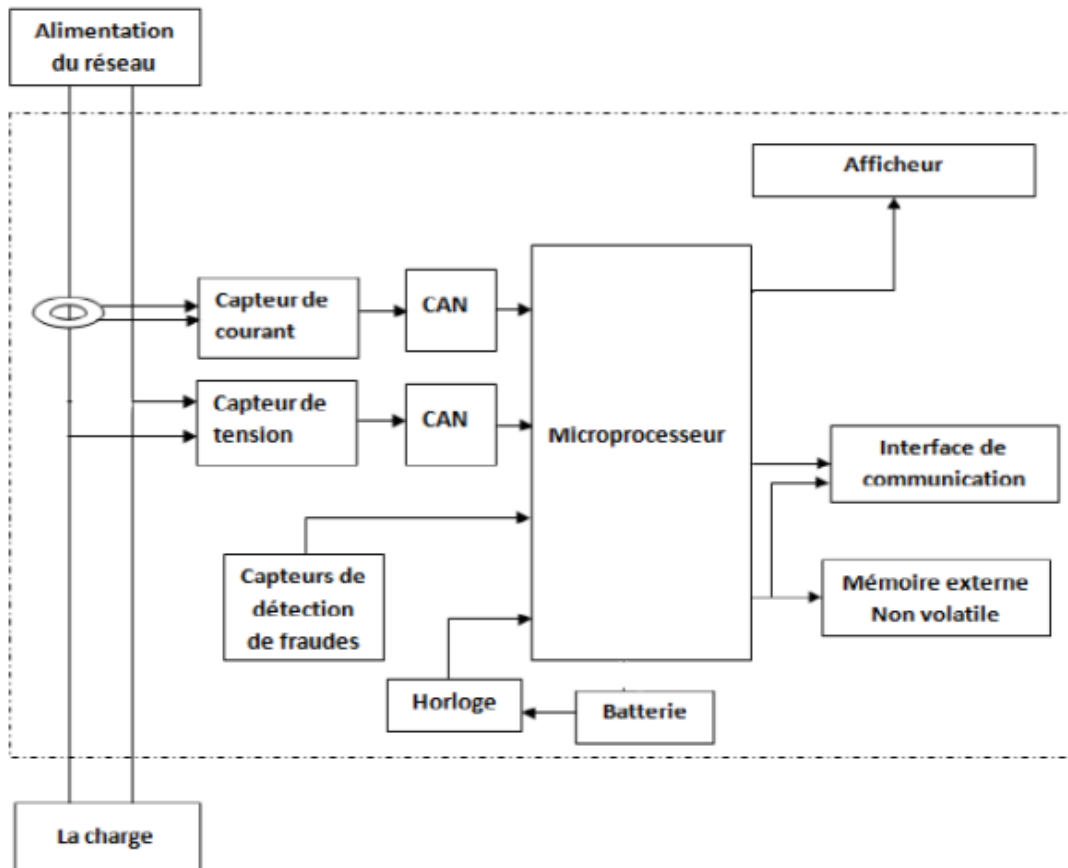 Alimentation
du réseau
Afficheur
Capteur de
courant
CAN
Capteur de
tension
CAN
Microprocesseur
Interface de
communication
Capteurs de
détection
de fraudes
Mémoire externe
Non volatile
Horloge
Batterie
La charge